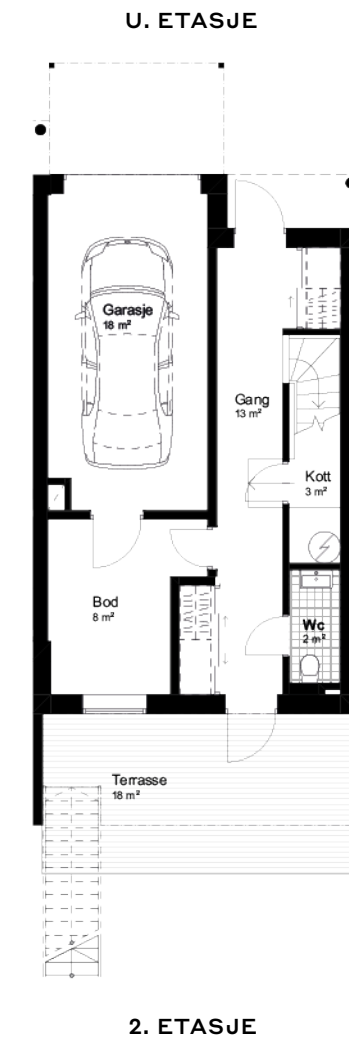 U. ETASJE
Garasje
18 m²
Gang
13 m²
Kott
3 m²
Bod
8 m²
Wc
2 m²
Terrasse
18 m²
2. ETASJE